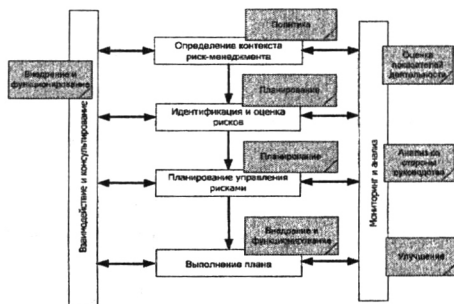 Политика
Определение контекста
риск-менеджмента
Оценка
показателей
деятельности
Внедрение и
функционирование
Планирование
Идентификация и оценка
рисков
Взаимодействие и консультирование
Мониторинг и анализ
Планирование
Анализ со
стороны
руководства
Планирование управления
рисками
Внедрение и
функционирование
Выполнение плана
Улучшение